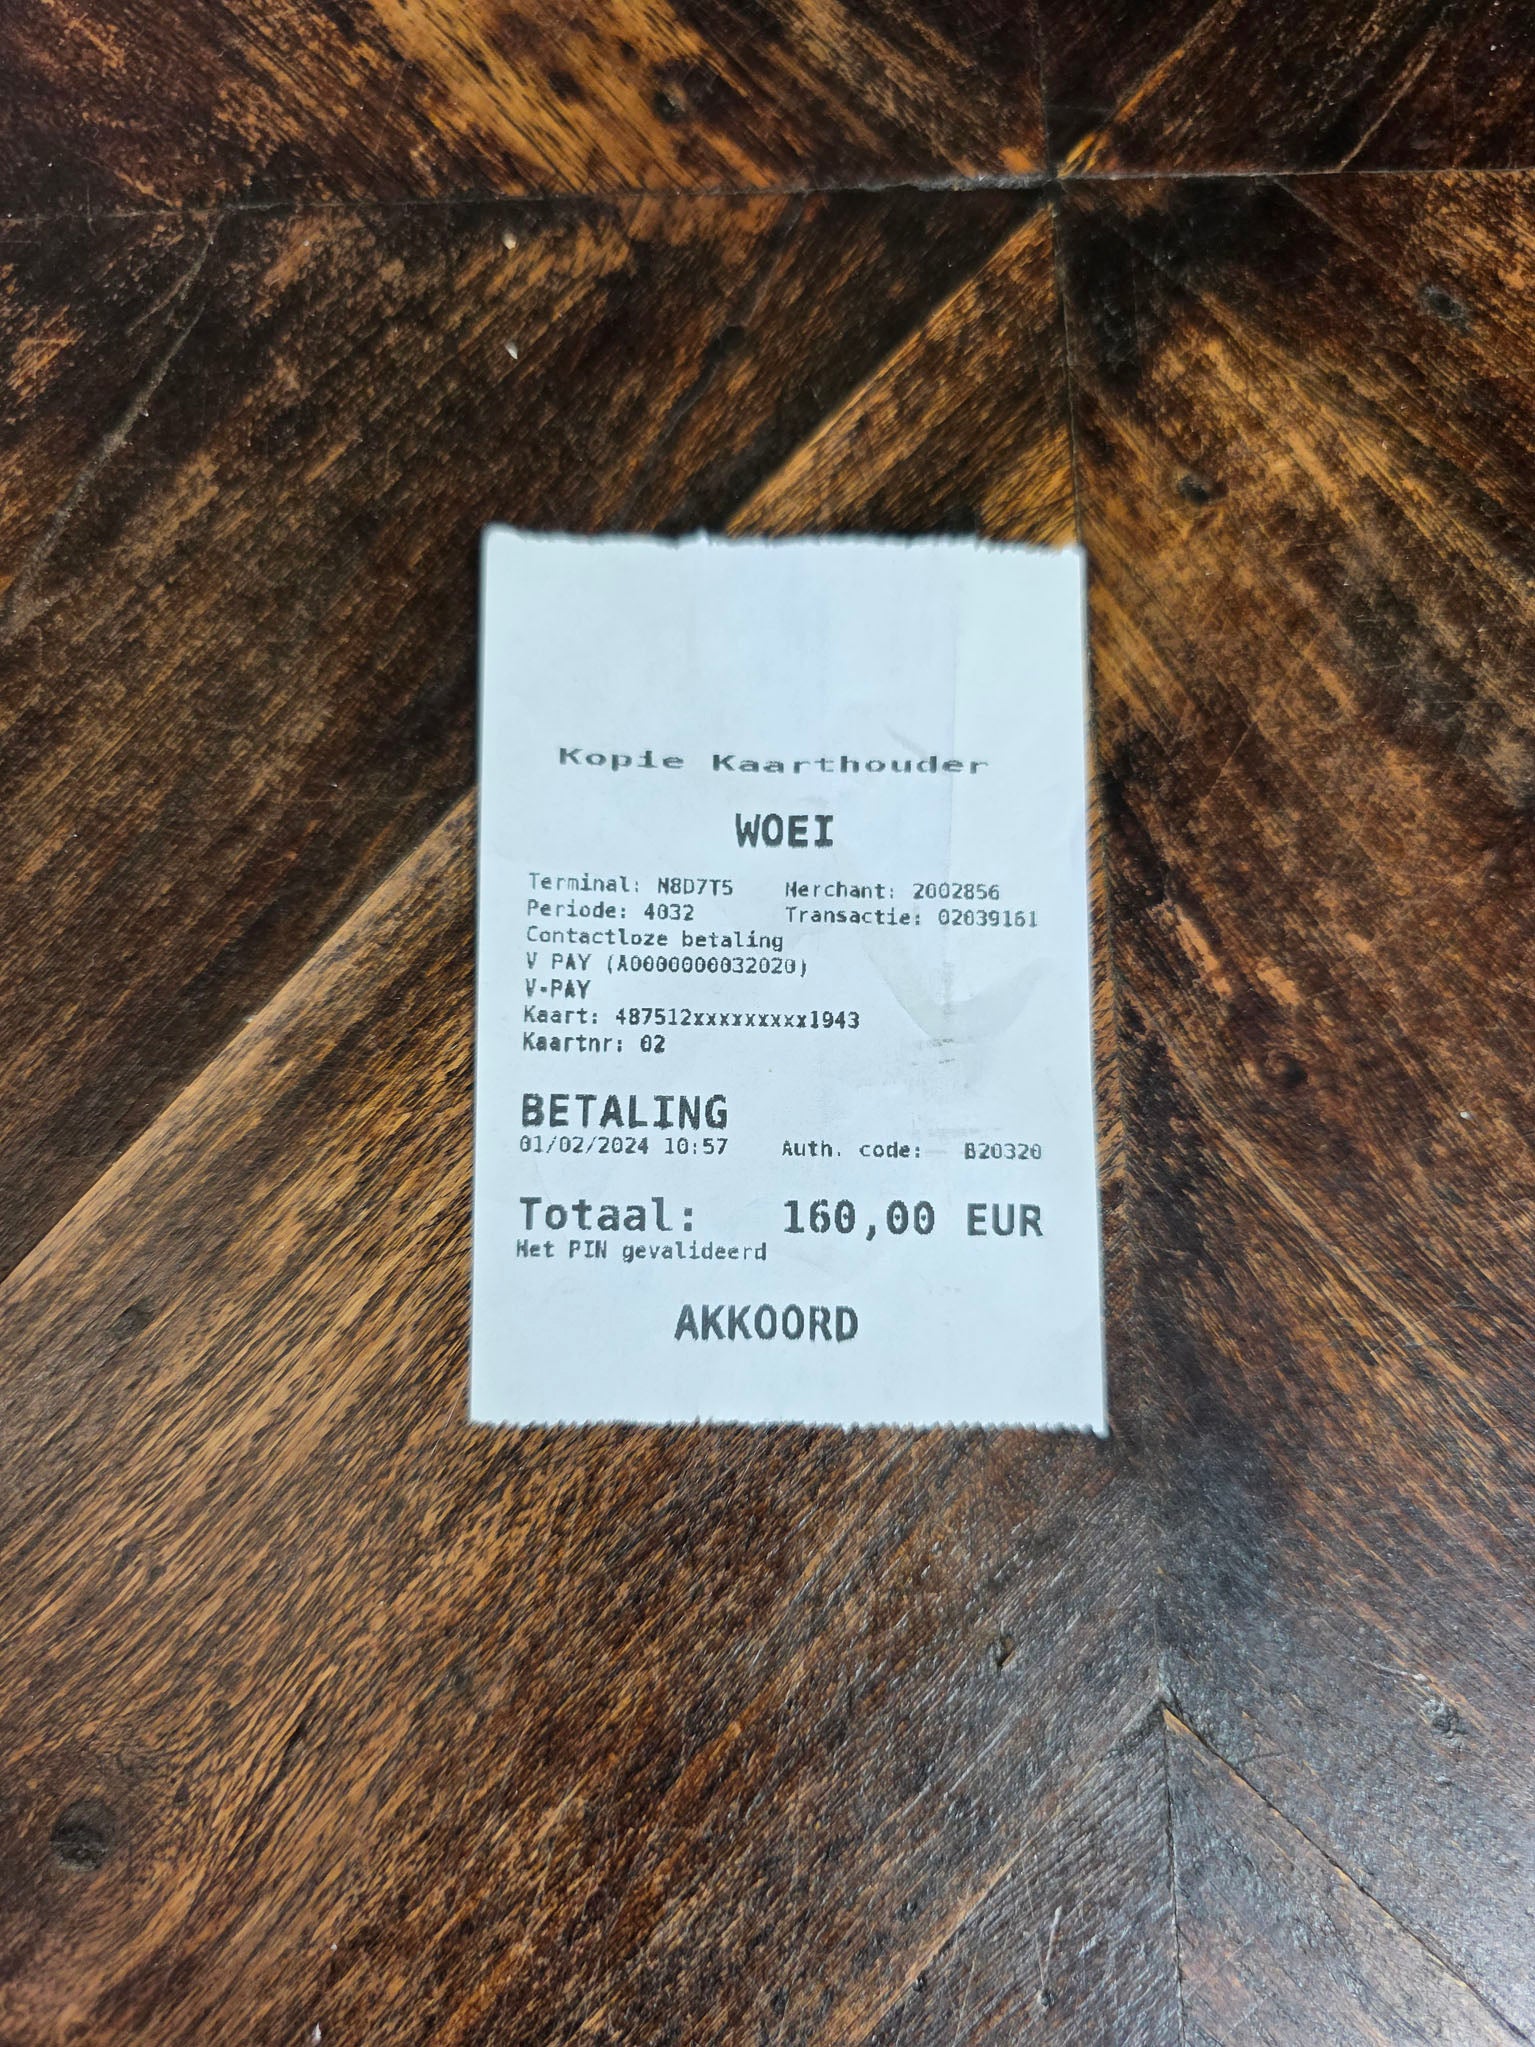 Kopie Kaarthouder
WOEI
Terminal: N8D7T5 Merchant: 2002856
Periode: 4032 Transactie: 02039161
Contactloze betaling
V PAY (A0000000032020)
V-PAY
Kaart: 487512xxxxxxxxx1943
Kaartnr: 02
BETALING
01/02/2024 10:57 Auth. code: B20320
Totaal: 160,00 EUR
Met PIN gevalideerd
AKKOORD